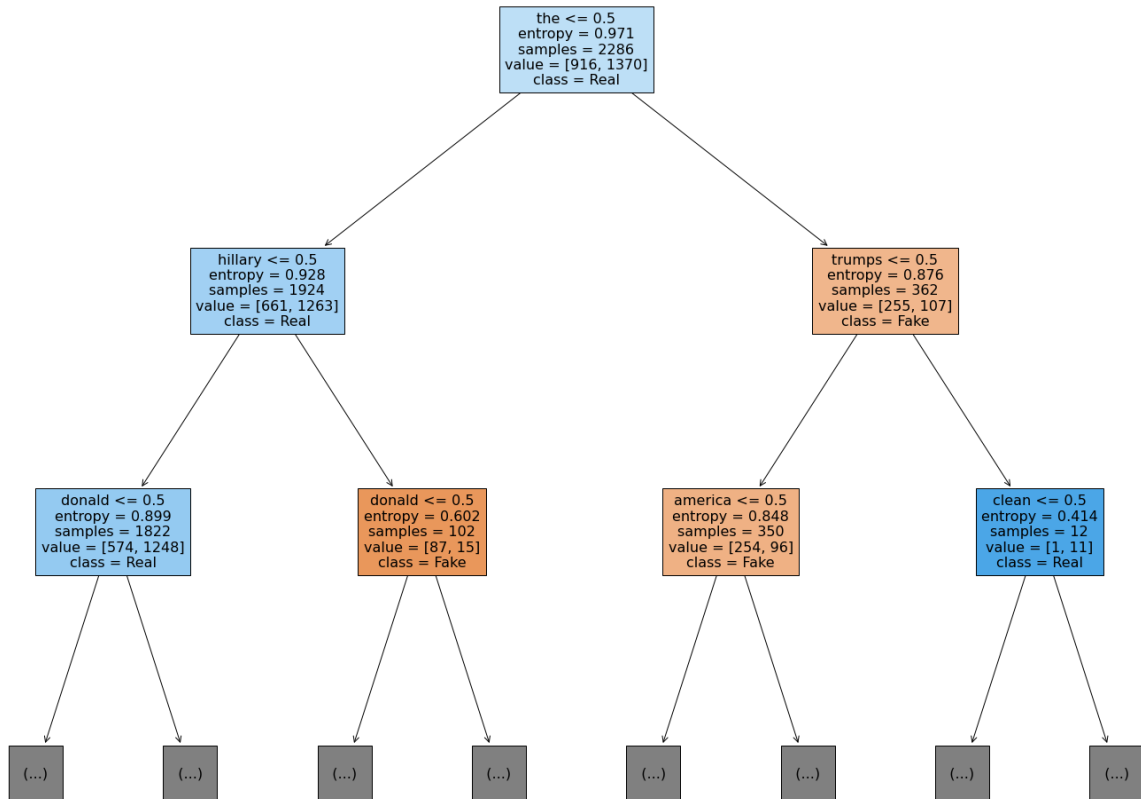 the <= 0.5
entropy = 0.971
samples = 2286
value = [916, 1370]
class = Real
hillary <= 0.5
entropy = 0.928
samples = 1924
value = [661, 1263]
class = Real
trumps <= 0.5
entropy = 0.876
samples = 362
value = [255, 107]
class = Fake
donald <= 0.5
entropy = 0.899
samples = 1822
value = [574, 1248]
class = Real
donald <= 0.5
entropy = 0.602
samples = 102
value = [87, 15]
class = Fake
america <= 0.5
entropy = 0.848
samples = 350
value = [254, 96]
class = Fake
clean <= 0.5
entropy = 0.414
samples = 12
value = [1, 11]
class = Real
(...)
(...)
(...)
(...)
(...)
(...)
(...)
(...)